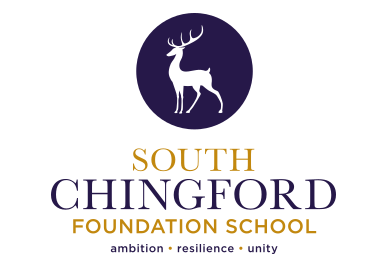 SOUTH
CHINGFORD
FOUNDATION SCHOOL
ambition • resilience • unity